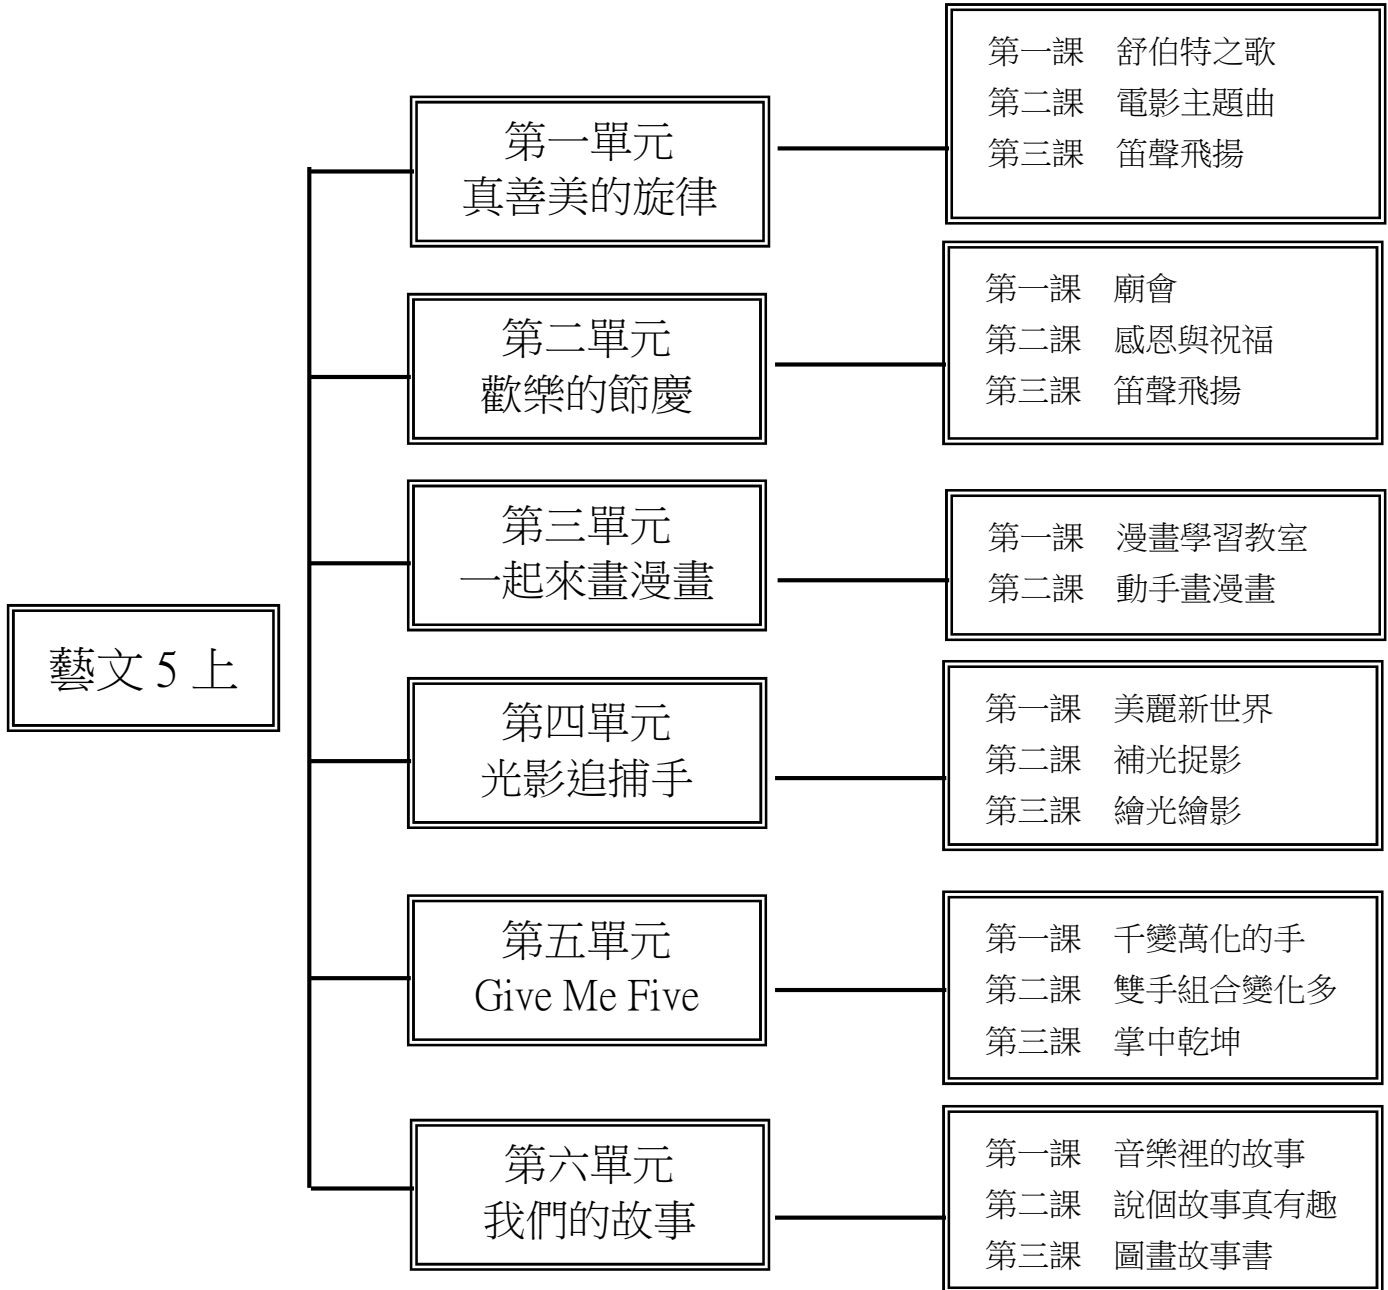 藝文 5 上
第一單元
真善美的旋律
第一課　舒伯特之歌
第二課　電影主題曲
第三課　笛聲飛揚
第二單元
歡樂的節慶
第一課　廟會
第二課　感恩與祝福
第三課　笛聲飛揚
第三單元
一起來畫漫畫
第一課　漫畫學習教室
第二課　動手畫漫畫
第四單元
光影追捕手
第一課　美麗新世界
第二課　補光捉影
第三課　繪光繪影
第五單元
Give Me Five
第一課　千變萬化的手
第二課　雙手組合變化多
第三課　掌中乾坤
第六單元
我們的故事
第一課　音樂裡的故事
第二課　說個故事真有趣
第三課　圖畫故事書